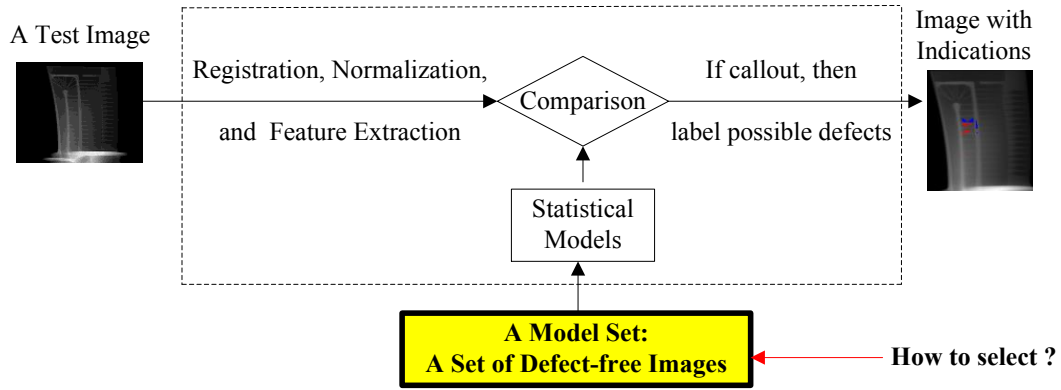 A Test Image
Registration, Normalization,
and Feature Extraction
Comparison
If callout, then
label possible defects
Image with
Indications
Statistical
Models
A Model Set:
A Set of Defect-free Images
How to select ?